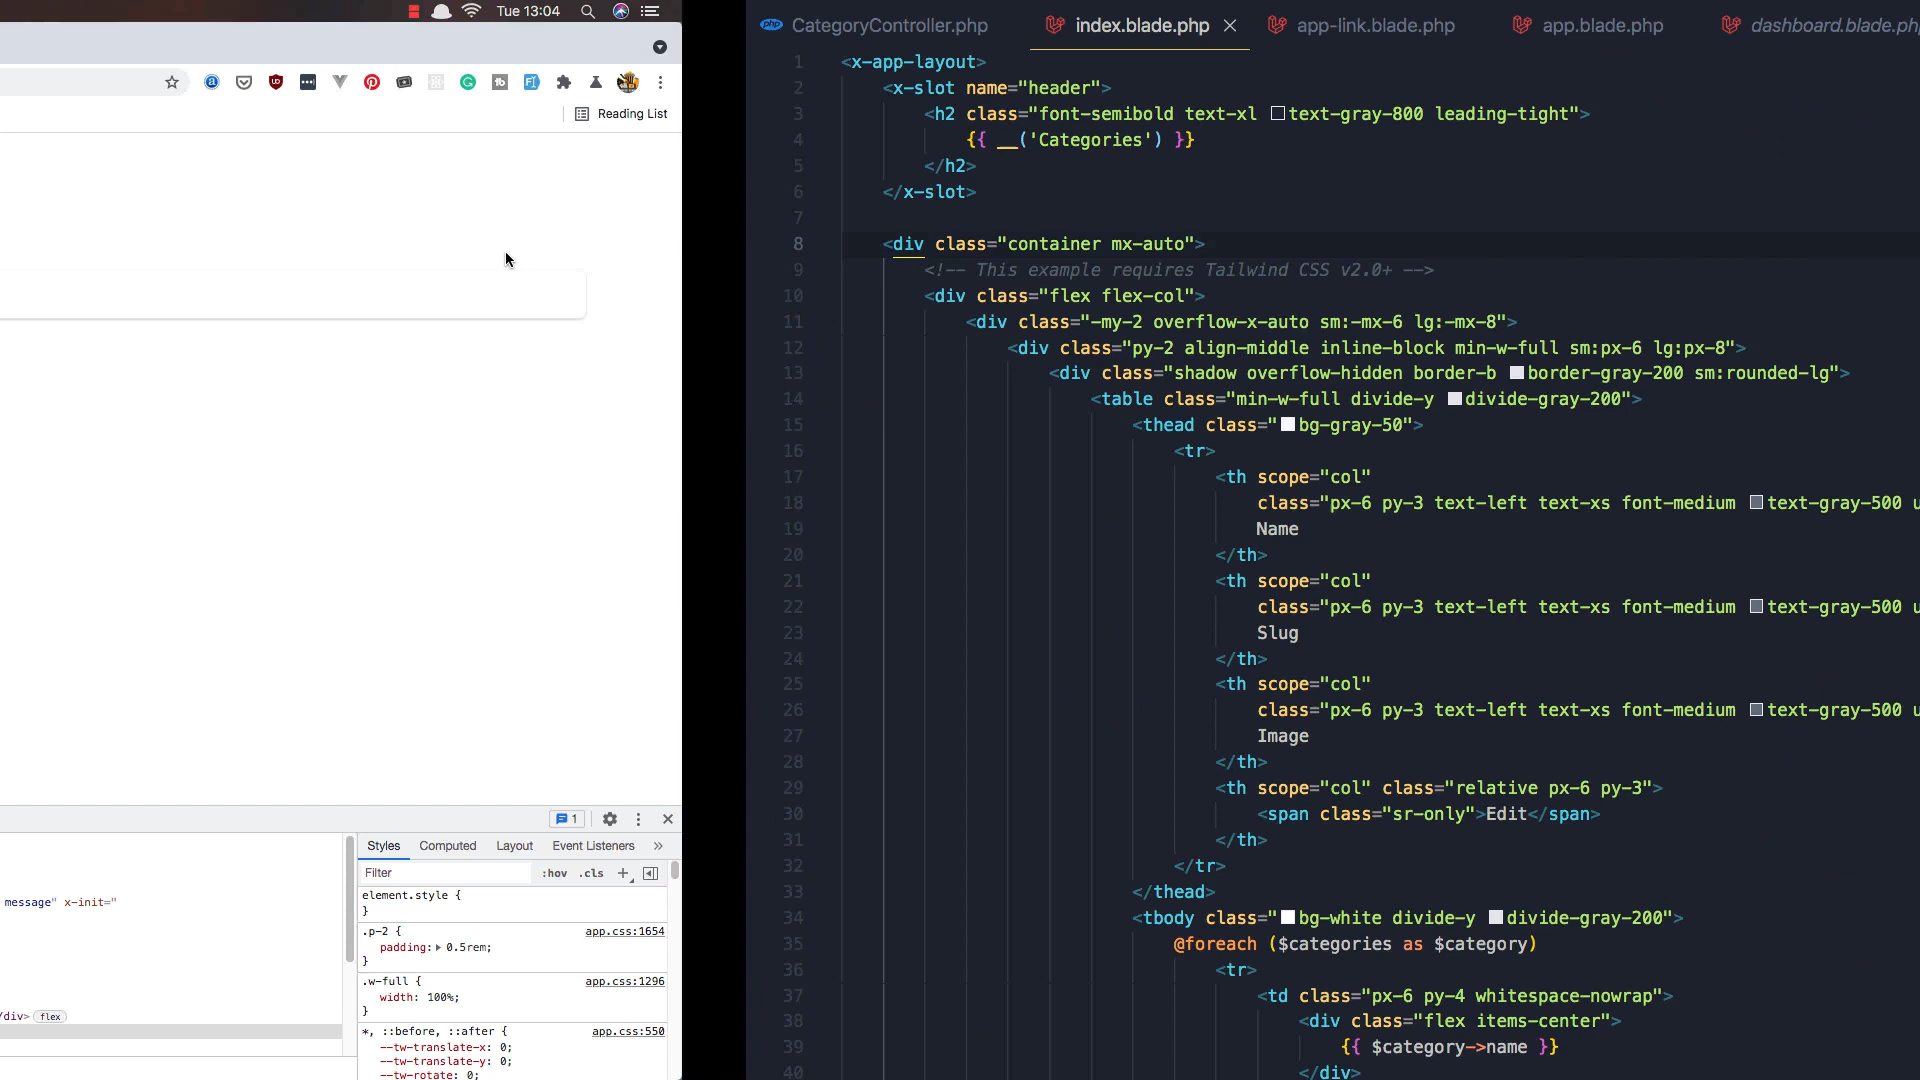 Tue 13:04
Reading List
1
Styles Computed Layout Event Listeners »
Filter :hov .cls +
element.style {
}
.p-2 { app.css:1654
padding: 0.5rem;
}
.w-full { app.css:1296
width: 100%;
}
*, ::before, ::after { app.css:550
--tw-translate-x: 0;
--tw-translate-y: 0;
--tw-rotate: 0;
message" x-init="
/div> flex
CategoryController.php index.blade.php app-link.blade.php app.blade.php dashboard.blade.ph
1 <x-app-layout>
2 <x-slot name="header">
3 <h2 class="font-semibold text-xl text-gray-800 leading-tight">
4 {{ __('Categories') }}
5 </h2>
6 </x-slot>
7
8 <div class="container mx-auto">
9 <!-- This example requires Tailwind CSS v2.0+ -->
10 <div class="flex flex-col">
11 <div class="-my-2 overflow-x-auto sm:-mx-6 lg:-mx-8">
12 <div class="py-2 align-middle inline-block min-w-full sm:px-6 lg:px-8">
13 <div class="shadow overflow-hidden border-b border-gray-200 sm:rounded-lg">
14 <table class="min-w-full divide-y divide-gray-200">
15 <thead class="bg-gray-50">
16 <tr>
17 <th scope="col"
18 class="px-6 py-3 text-left text-xs font-medium text-gray-500 u
19 Name
20 </th>
21 <th scope="col"
22 class="px-6 py-3 text-left text-xs font-medium text-gray-500 u
23 Slug
24 </th>
25 <th scope="col"
26 class="px-6 py-3 text-left text-xs font-medium text-gray-500 u
27 Image
28 </th>
29 <th scope="col" class="relative px-6 py-3">
30 <span class="sr-only">Edit</span>
31 </th>
32 </tr>
33 </thead>
34 <tbody class="bg-white divide-y divide-gray-200">
35 @foreach ($categories as $category)
36 <tr>
37 <td class="px-6 py-4 whitespace-nowrap">
38 <div class="flex items-center">
39 {{ $category->name }}
40 </div>